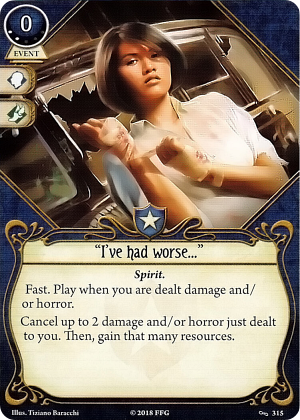 0
EVENT
“I’ve had worse...”
Spirit.
Fast. Play when you are dealt damage and/
or horror.
Cancel up to 2 damage and/or horror just dealt
to you. Then, gain that many resources.
Illus. Tiziano Baracchi
© 2018 FFG
315